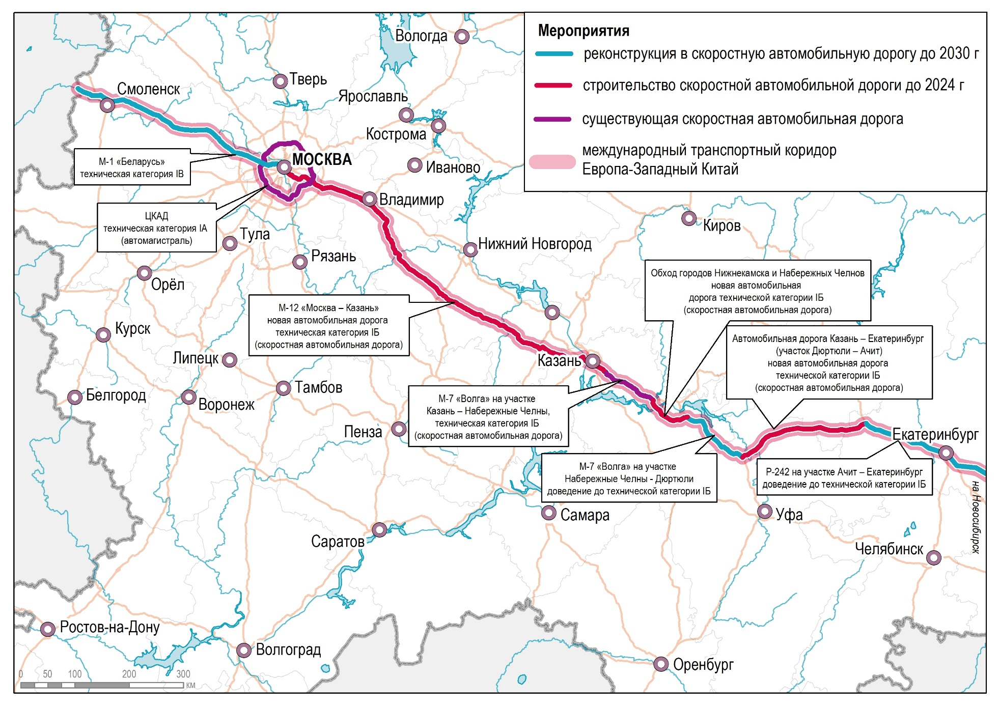 Мероприятия
реконструкция в скоростную автомобильную дорогу до 2030 г
строительство скоростной автомобильной дороги до 2024 г
существующая скоростная автомобильная дорога
международный транспортный коридор
Европа-Западный Китай
Вологда
Тверь
Смоленск
Ярославль
Кострома
МОСКВА
Иваново
М-1 «Беларусь»
техническая категория IВ
Владимир
ЦКАД
техническая категория IА
(автомагистраль)
Киров
Тула
Нижний Новгород
Рязань
Орёл
Обход городов Нижнекамска и Набережных Челнов
новая автомобильная
дорога технической категории IБ
(скоростная автомобильная дорога)
М-12 «Москва – Казань»
новая автомобильная дорога
техническая категория IБ
(скоростная автомобильная дорога)
Курск
Автомобильная дорога Казань – Екатеринбург
(участок Дюртюли – Ачит)
новая автомобильная дорога
технической категории IБ
(скоростная автомобильная дорога)
Липецк
Казань
Тамбов
Белгород
Воронеж
М-7 «Волга» на участке
Казань – Набережные Челны,
техническая категория IБ
(скоростная автомобильная дорога)
Пенза
Екатеринбург
М-7 «Волга» на участке
Набережные Челны - Дюртюли
доведение до технической категории IБ
Р-242 на участке Ачит – Екатеринбург
доведение до технической категории IБ
на Новосибирск
Самара
Уфа
Саратов
Челябинск
Ростов-на-Дону
Волгоград
Оренбург
0 50 100 200 300
км